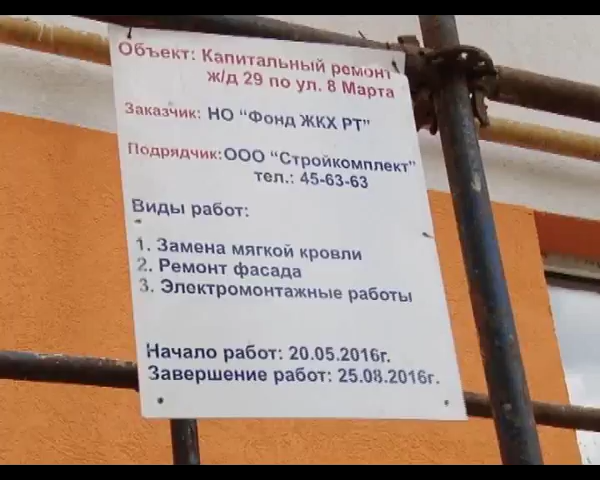 Объект: Капитальный ремонт
ж/д 29 по ул. 8 Марта
Заказчик: НО "Фонд ЖКХ РТ"
Подрядчик:ООО "Стройкомплект"
тел.: 45-63-63
Виды работ:
1. Замена мягкой кровли
2. Ремонт фасада
3. Электромонтажные работы
Начало работ: 20.05.2016г.
Завершение работ: 25.08.2016г.